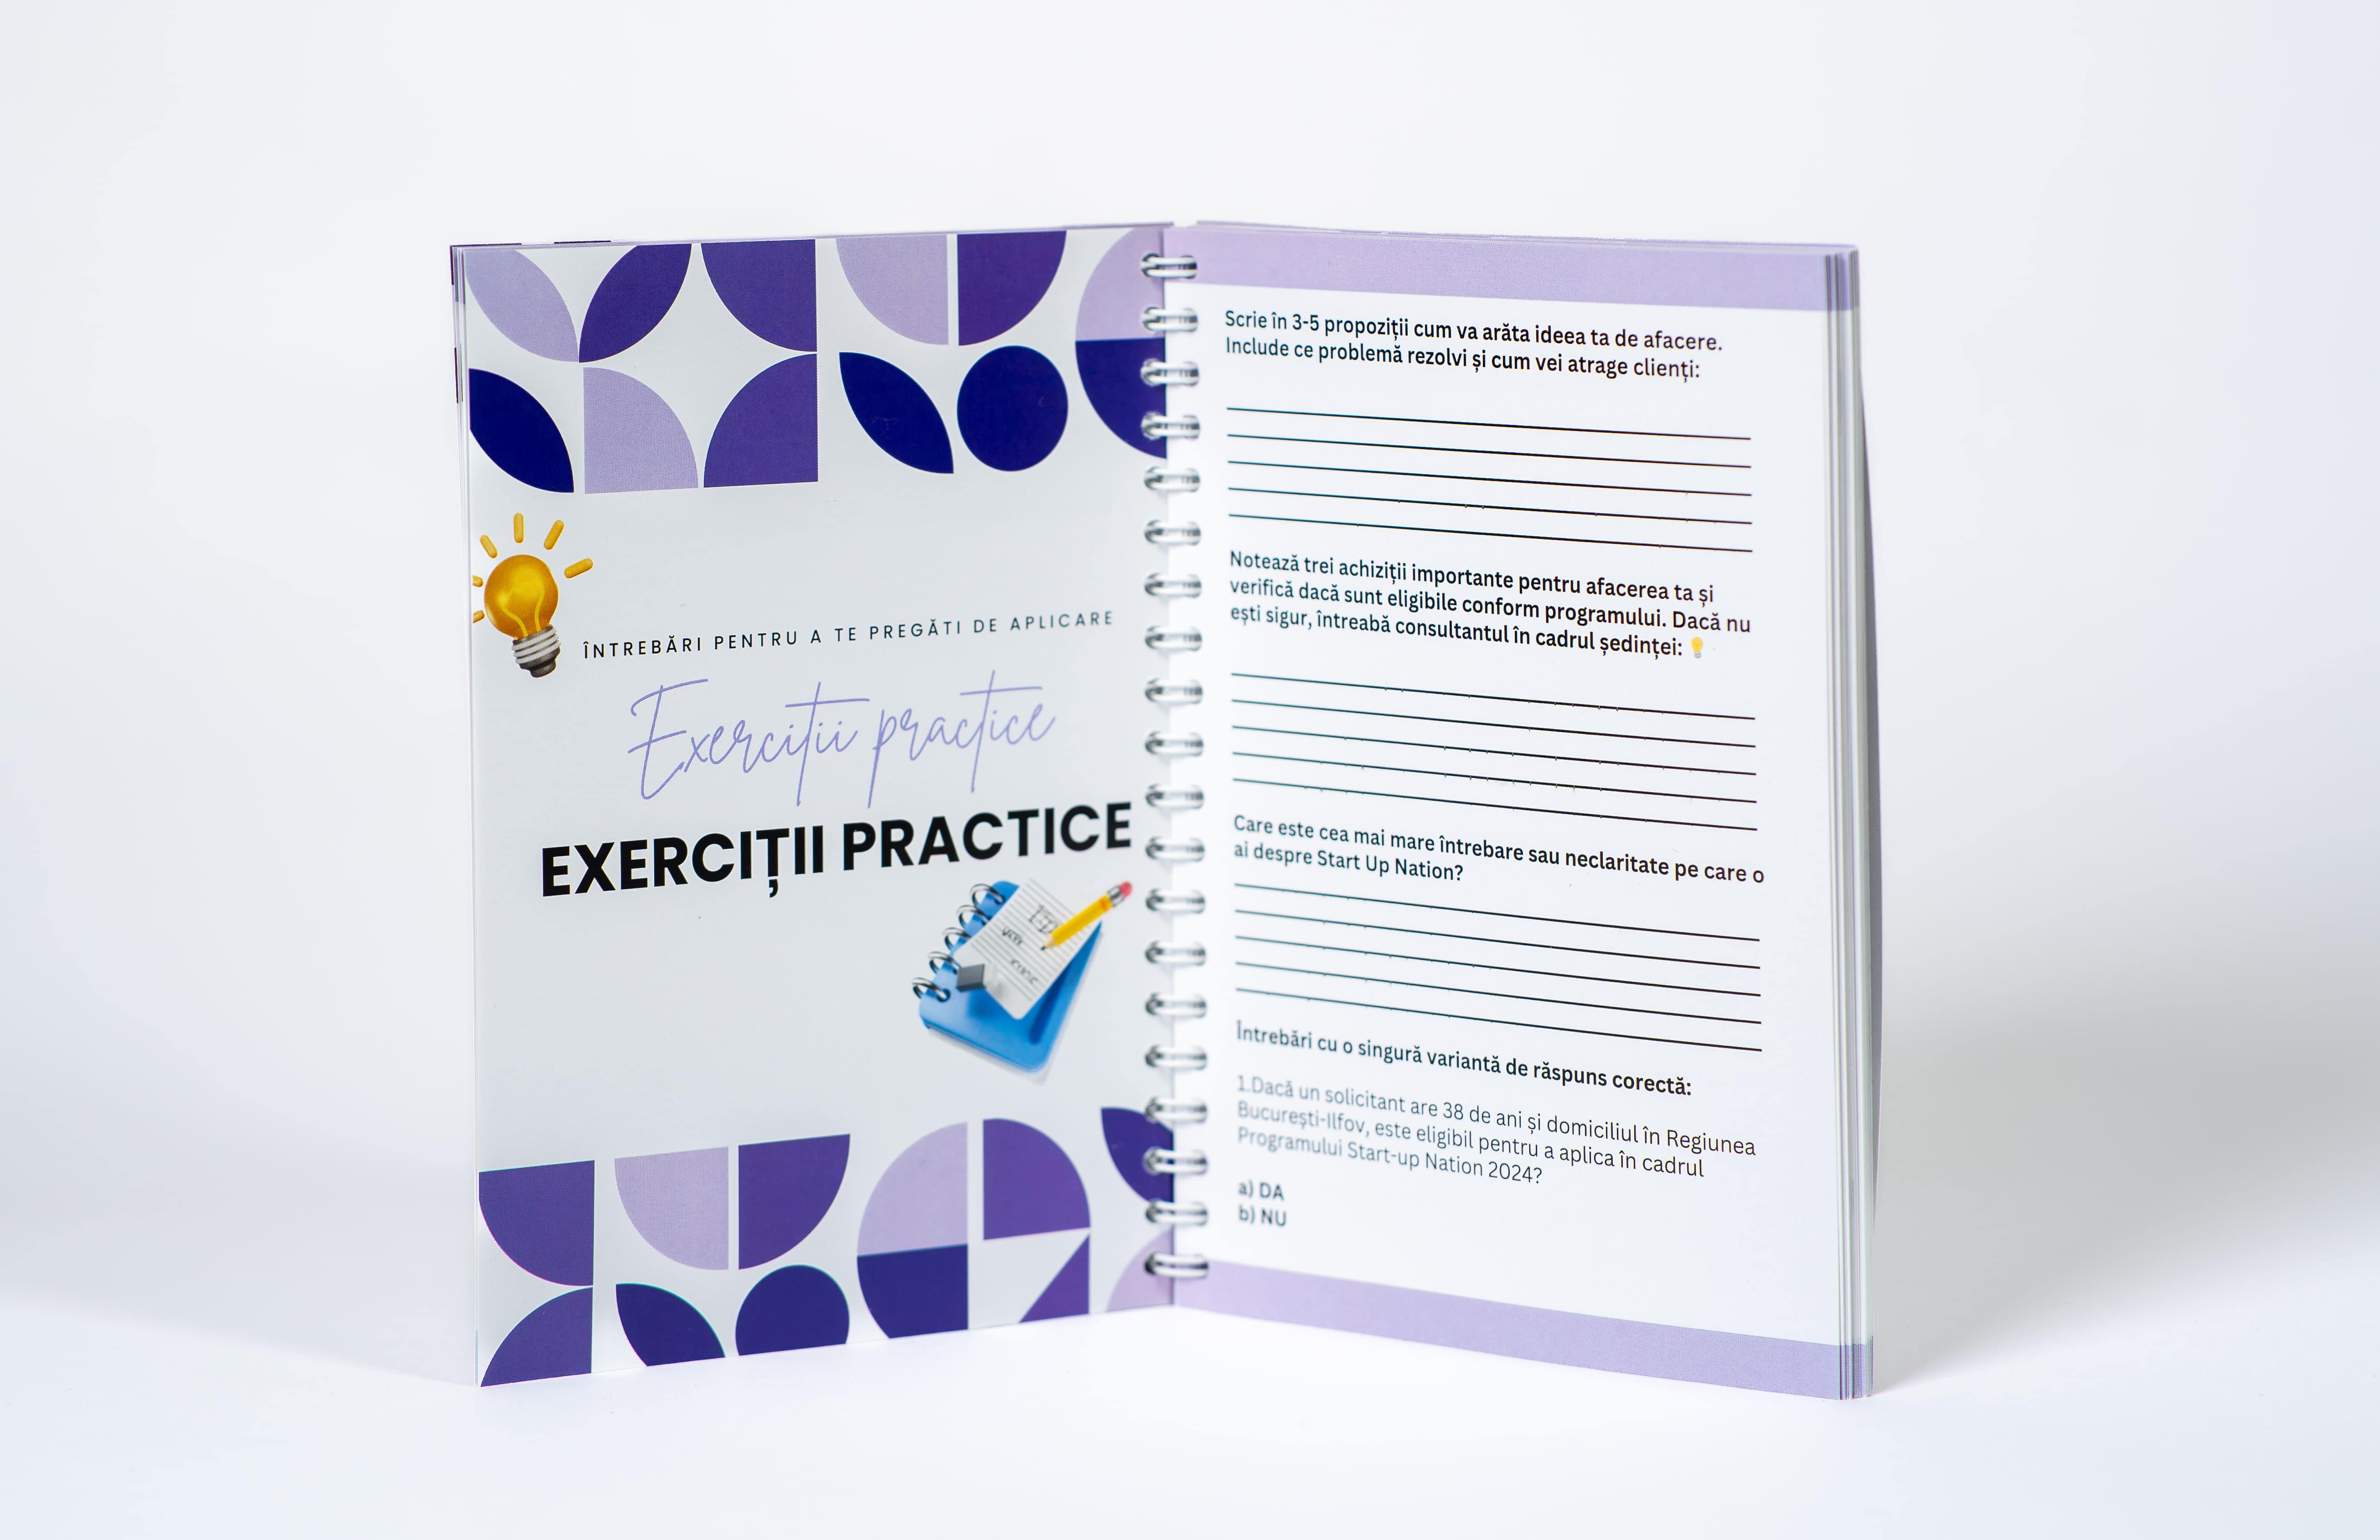 ÎNTREBĂRI PENTRU A TE PREGĂTI DE APLICARE
Exerciții practice
EXERCIȚII PRACTICE
Scrie în 3-5 propoziții cum va arăta ideea ta de afacere.
Include ce problemă rezolvi și cum vei atrage clienți:
Notează trei achiziții importante pentru afacerea ta și
verifică dacă sunt eligibile conform programului. Dacă nu
ești sigur, întreabă consultantul în cadrul ședinței: 💡
Care este cea mai mare întrebare sau neclaritate pe care o
ai despre Start Up Nation?
Întrebări cu o singură variantă de răspuns corectă:
1.Dacă un solicitant are 38 de ani și domiciliul în Regiunea
București-Ilfov, este eligibil pentru a aplica în cadrul
Programului Start-up Nation 2024?
a) DA
b) NU